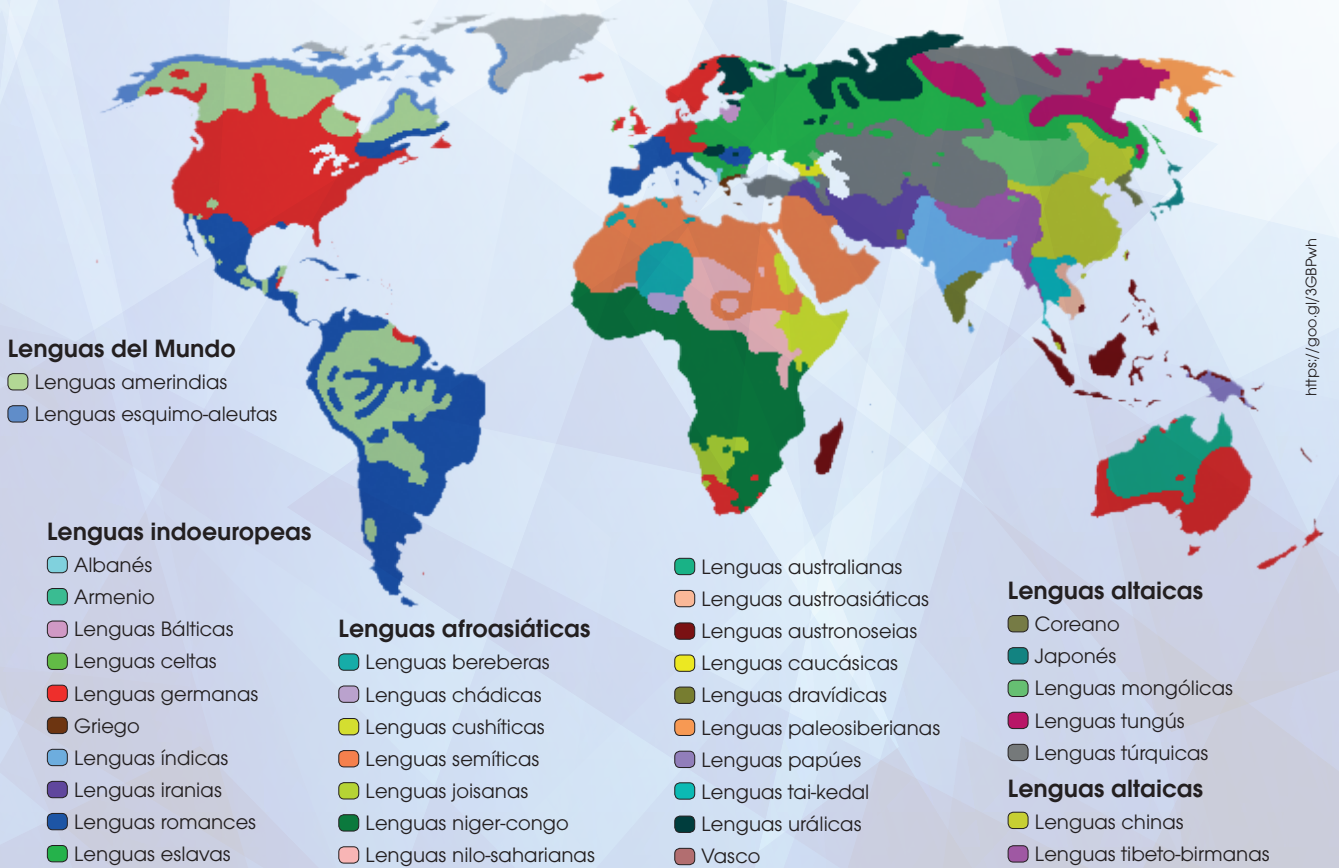 https://goo.gl/3GBPwh
Lenguas del Mundo
Lenguas amerindias
Lenguas esquimo-aleutas
Lenguas indoeuropeas
Albanés
Armenio
Lenguas Bálticas
Lenguas celtas
Lenguas germanas
Griego
Lenguas índicas
Lenguas iranias
Lenguas romances
Lenguas eslavas
Lenguas afroasiáticas
Lenguas bereberas
Lenguas chádicas
Lenguas cushíticas
Lenguas semíticas
Lenguas joisanas
Lenguas niger-congo
Lenguas nilo-saharianas
Lenguas australianas
Lenguas austroasiáticas
Lenguas austronoseias
Lenguas caucásicas
Lenguas dravídicas
Lenguas paleosiberianas
Lenguas papúes
Lenguas tai-kedal
Lenguas urálicas
Vasco
Lenguas altaicas
Coreano
Japonés
Lenguas mongólicas
Lenguas tungús
Lenguas túrquicas
Lenguas altaicas
Lenguas chinas
Lenguas tibeto-birmanas